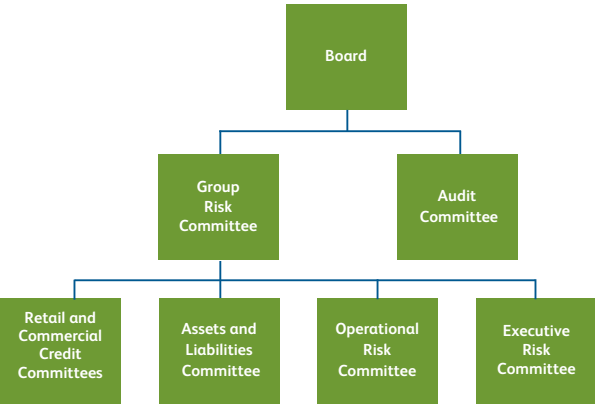 Board
Group
Risk
Committee
Audit
Committee
Retail and
Commercial
Credit
Committees
Assets and
Liabilities
Committee
Operational
Risk
Committee
Executive
Risk
Committee